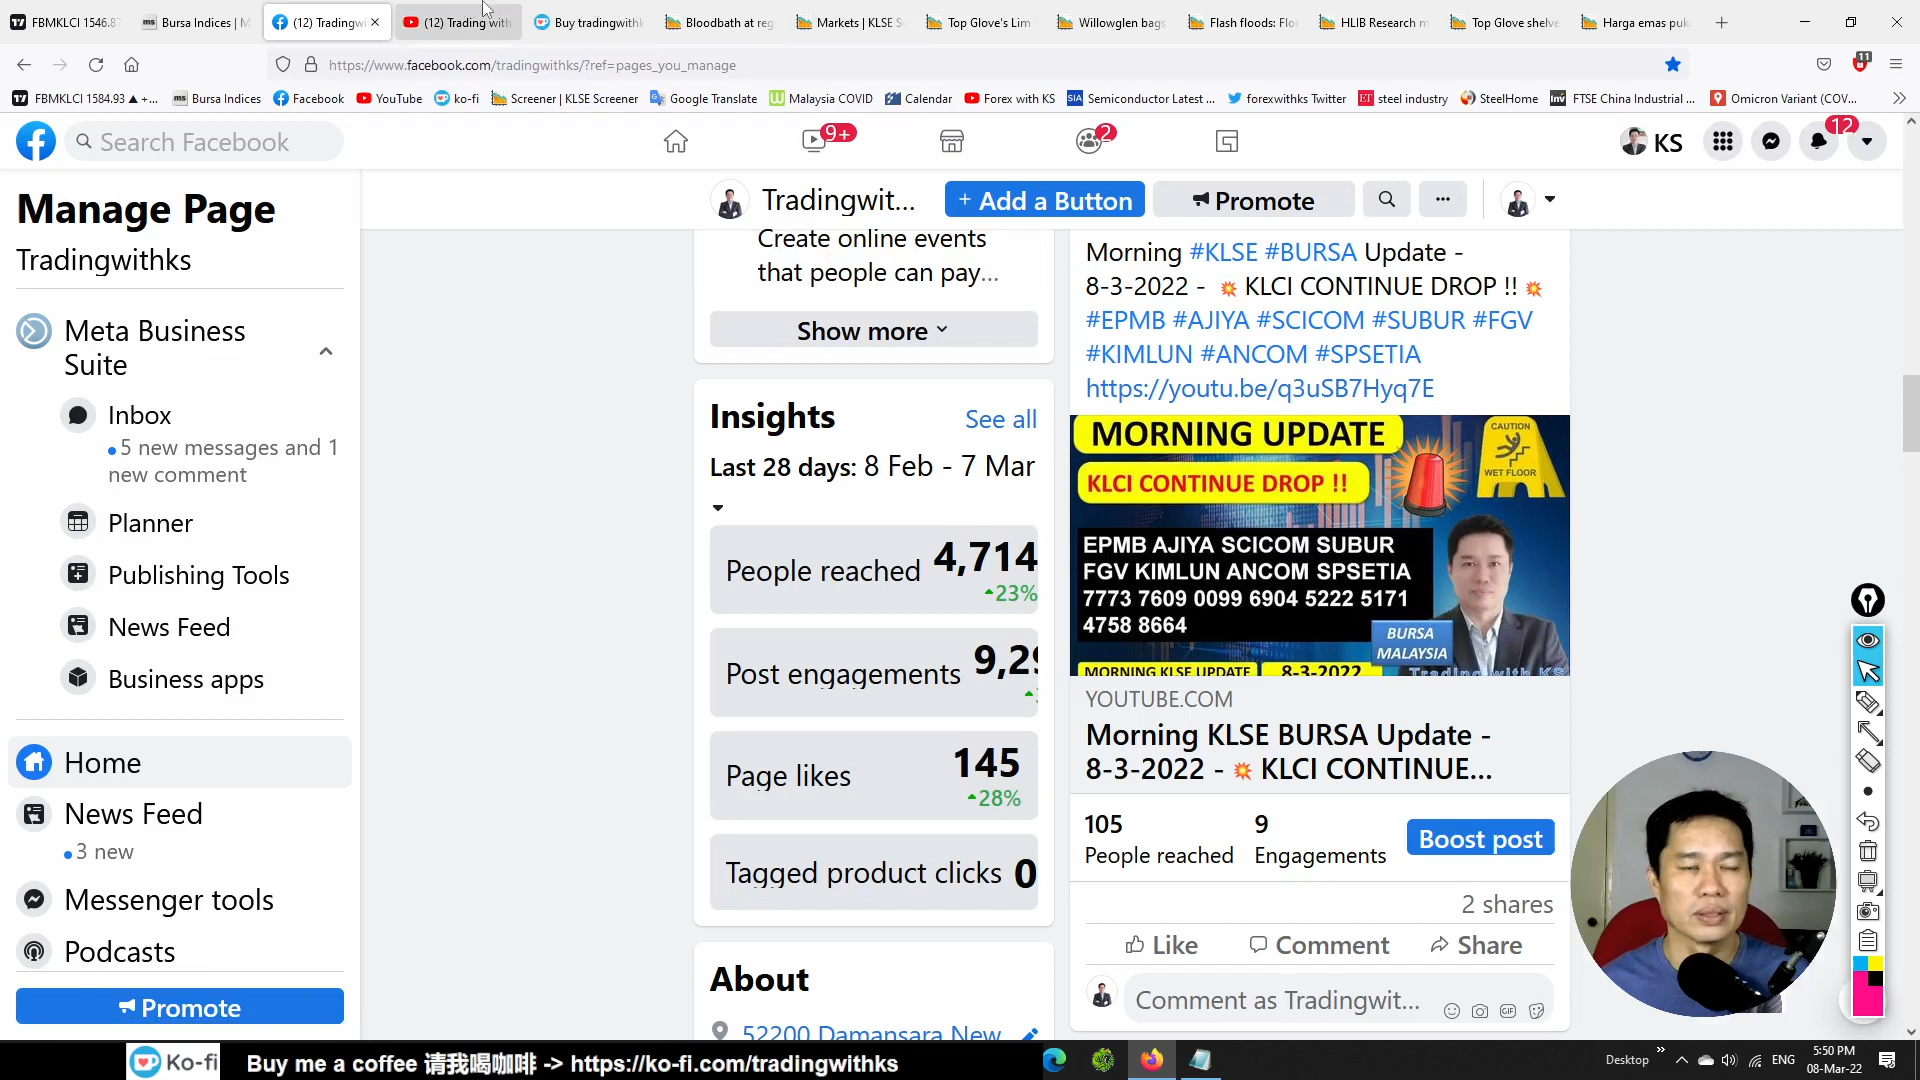 FBMKLCI 1546.87
Bursa Indices | M
(12) Tradingwi
(12) Trading with
Buy tradingwithk
Bloodbath at reg
Markets | KLSE S
Top Glove's Lim
Willowglen bags
Flash floods: Flo
HLIB Research m
Top Glove shelve
Harga emas puk
https://www.facebook.com/tradingwithks/?ref=pages_you_manage
11
FBMKLCI 1584.93 ▲ +...
Bursa Indices
Facebook
YouTube
ko-fi
Screener | KLSE Screener
Google Translate
Malaysia COVID
Calendar
Forex with KS
Semiconductor Latest ...
forexwithks Twitter
steel industry
SteelHome
FTSE China Industrial ...
Omicron Variant (COV...
Search Facebook
9+
2
KS
12
Manage Page
Tradingwithks
Meta Business
Suite
Inbox
5 new messages and 1
new comment
Planner
Publishing Tools
News Feed
Business apps
Home
News Feed
3 new
Messenger tools
Podcasts
Promote
Tradingwit...
+ Add a Button
Promote
Create online events
that people can pay...
Show more
Insights
See all
Last 28 days: 8 Feb - 7 Mar
People reached 4,714
23%
Post engagements 9,29
Page likes 145
28%
Tagged product clicks 0
About
52200 Damansara New
Morning #KLSE #BURSA Update -
8-3-2022 - 💥 KLCI CONTINUE DROP !! 💥
#EPMB #AJIYA #SCICOM #SUBUR #FGV
#KIMLUN #ANCOM #SPSETIA
https://youtu.be/q3uSB7Hyq7E
MORNING UPDATE
KLCI CONTINUE DROP !!
CAUTION
WET FLOOR
EPMB AJIYA SCICOM SUBUR
FGV KIMLUN ANCOM SPSETIA
7773 7609 0099 6904 5222 5171
4758 8664
BURSA
MALAYSIA
MORNING KLSE UPDATE
8-3-2022
Trading with KS
YOUTUBE.COM
Morning KLSE BURSA Update -
8-3-2022 - 💥 KLCI CONTINUE...
105
People reached
9
Engagements
Boost post
2 shares
Like
Comment
Share
Comment as Tradingwit...
Ko-fi
Buy me a coffee 请我喝咖啡 -> https://ko-fi.com/tradingwithks
Desktop
ENG
5:50 PM
08-Mar-22